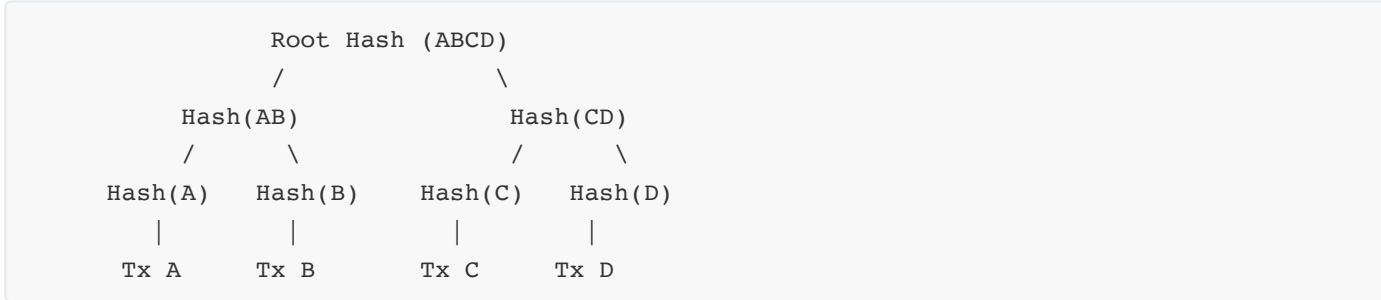 Root Hash (ABCD)
/ \
Hash(AB) Hash(CD)
/ \ / \
Hash(A) Hash(B) Hash(C) Hash(D)
| | | |
Tx A Tx B Tx C Tx D